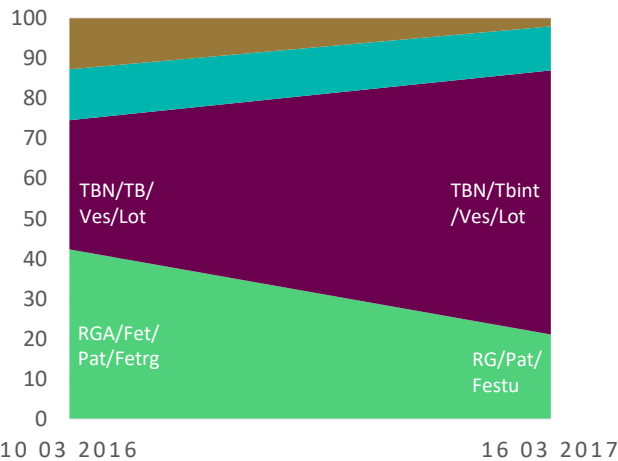 100
90
80
70
60
50
40
30
20
10
0
TBN/TB/
Ves/Lot
TBN/Tbint
/Ves/Lot
RGA/Fet/
Pat/Fetrg
RG/Pat/
Festu
10 03 2016
16 03 2017